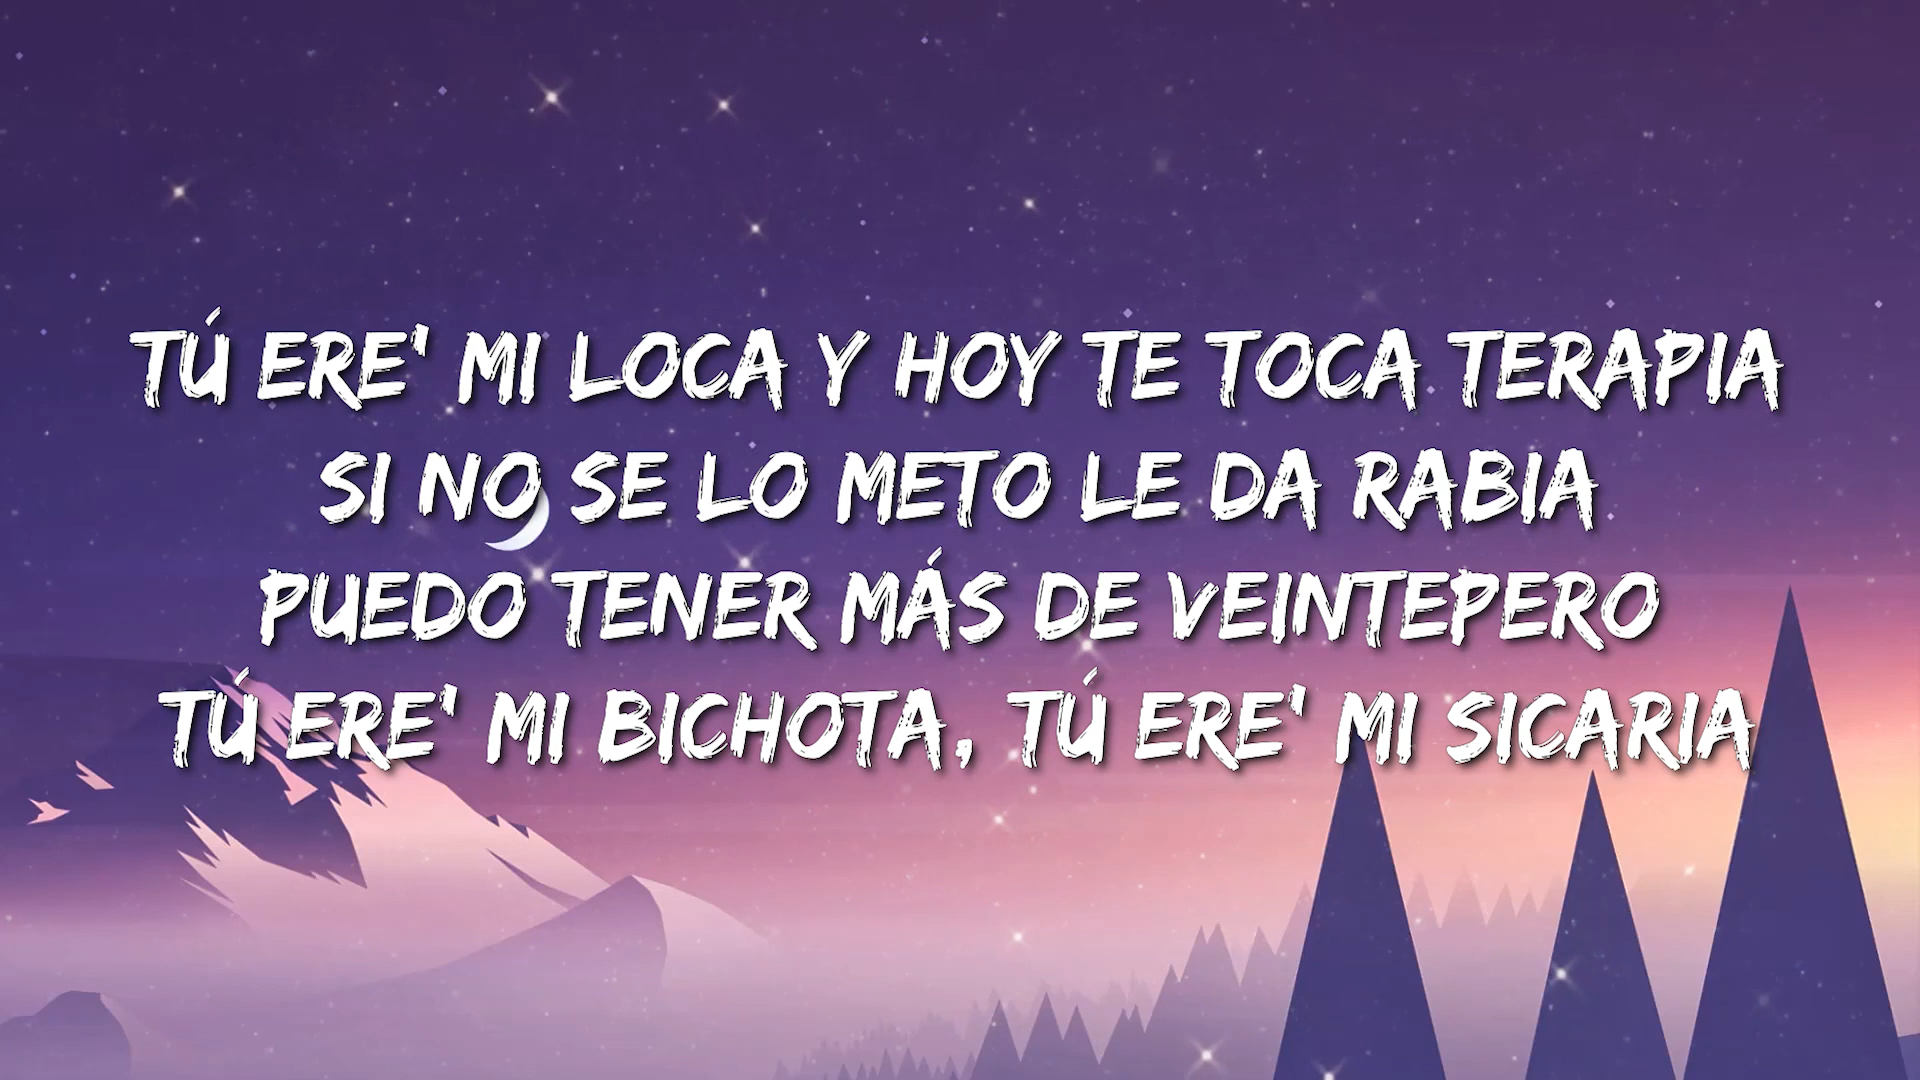 TÚ ERE' MI LOCA Y HOY TE TOCA TERAPIA
SI NO SE LO METO LE DA RABIA
PUEDO TENER MÁS DE VEINTEPERO
TÚ ERE' MI BICHOTA, TÚ ERE' MI SICARIA